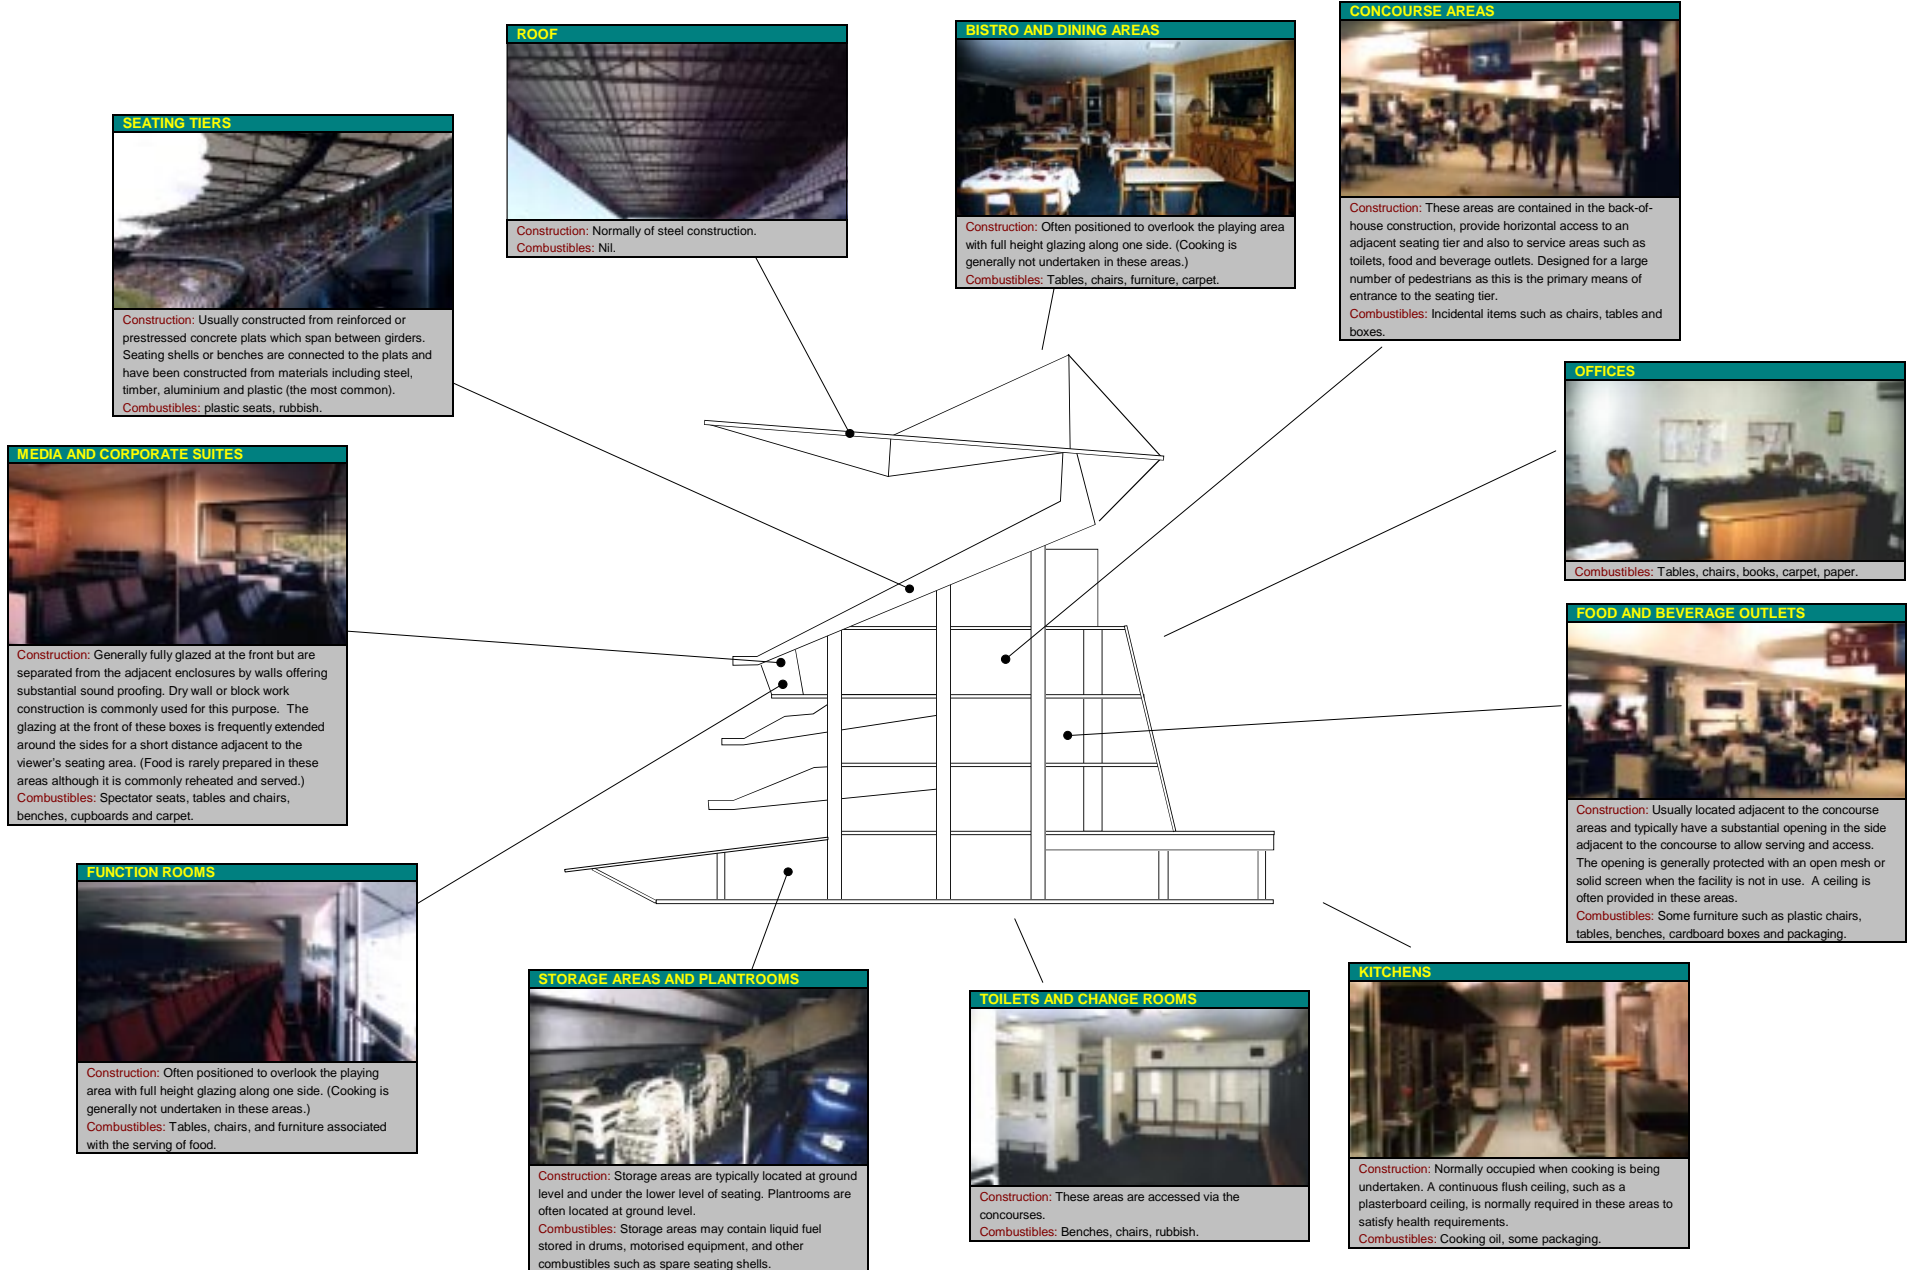 ROOF
Construction: Normally of steel construction.
Combustibles: Nil.
BISTRO AND DINING AREAS
Construction: Often positioned to overlook the playing area
with full height glazing along one side. (Cooking is
generally not undertaken in these areas.)
Combustibles: Tables, chairs, furniture, carpet.
CONCOURSE AREAS
Construction: These areas are contained in the back-of-
house construction, provide horizontal access to an
adjacent seating tier and also to service areas such as
toilets, food and beverage outlets. Designed for a large
number of pedestrians as this is the primary means of
entrance to the seating tier.
Combustibles: Incidental items such as chairs, tables and
boxes.
SEATING TIERS
Construction: Usually constructed from reinforced or
prestressed concrete plats which span between girders.
Seating shells or benches are connected to the plats and
have been constructed from materials including steel,
timber, aluminium and plastic (the most common).
Combustibles: plastic seats, rubbish.
OFFICES
Combustibles: Tables, chairs, books, carpet, paper.
MEDIA AND CORPORATE SUITES
Construction: Generally fully glazed at the front but are
separated from the adjacent enclosures by walls offering
substantial sound proofing. Dry wall or block work
construction is commonly used for this purpose. The
glazing at the front of these boxes is frequently extended
around the sides for a short distance adjacent to the
viewer's seating area. (Food is rarely prepared in these
areas although it is commonly reheated and served.)
Combustibles: Spectator seats, tables and chairs,
benches, cupboards and carpet.
FOOD AND BEVERAGE OUTLETS
Construction: Usually located adjacent to the concourse
areas and typically have a substantial opening in the side
adjacent to the concourse to allow serving and access.
The opening is generally protected with an open mesh or
solid screen when the facility is not in use. A ceiling is
often provided in these areas.
Combustibles: Some furniture such as plastic chairs,
tables, benches, cardboard boxes and packaging.
FUNCTION ROOMS
Construction: Often positioned to overlook the playing
area with full height glazing along one side. (Cooking is
generally not undertaken in these areas.)
Combustibles: Tables, chairs, and furniture associated
with the serving of food.
STORAGE AREAS AND PLANTROOMS
Construction: Storage areas are typically located at ground
level and under the lower level of seating. Plantrooms are
often located at ground level.
Combustibles: Storage areas may contain liquid fuel
stored in drums, motorised equipment, and other
combustibles such as spare seating shells.
TOILETS AND CHANGE ROOMS
Construction: These areas are accessed via the
concourses.
Combustibles: Benches, chairs, rubbish.
KITCHENS
Construction: Normally occupied when cooking is being
undertaken. A continuous flush ceiling, such as a
plasterboard ceiling, is normally required in these areas to
satisfy health requirements.
Combustibles: Cooking oil, some packaging.